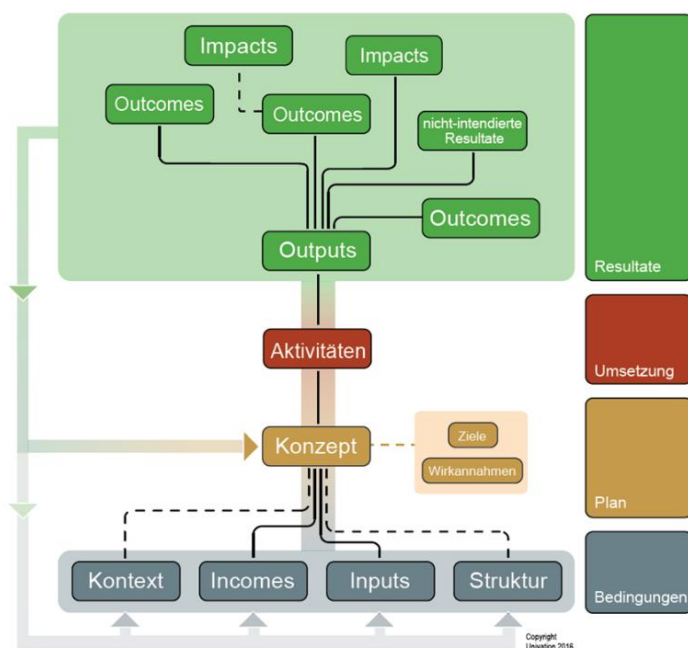 Impacts
Impacts
Outcomes
Outcomes
nicht-intendierte
Resultate
Outcomes
Outputs
Resultate
Aktivitäten
Umsetzung
Konzept
Ziele
Wirkannahmen
Plan
Kontext
Incomes
Inputs
Struktur
Bedingungen
Copyright
Univation 2016